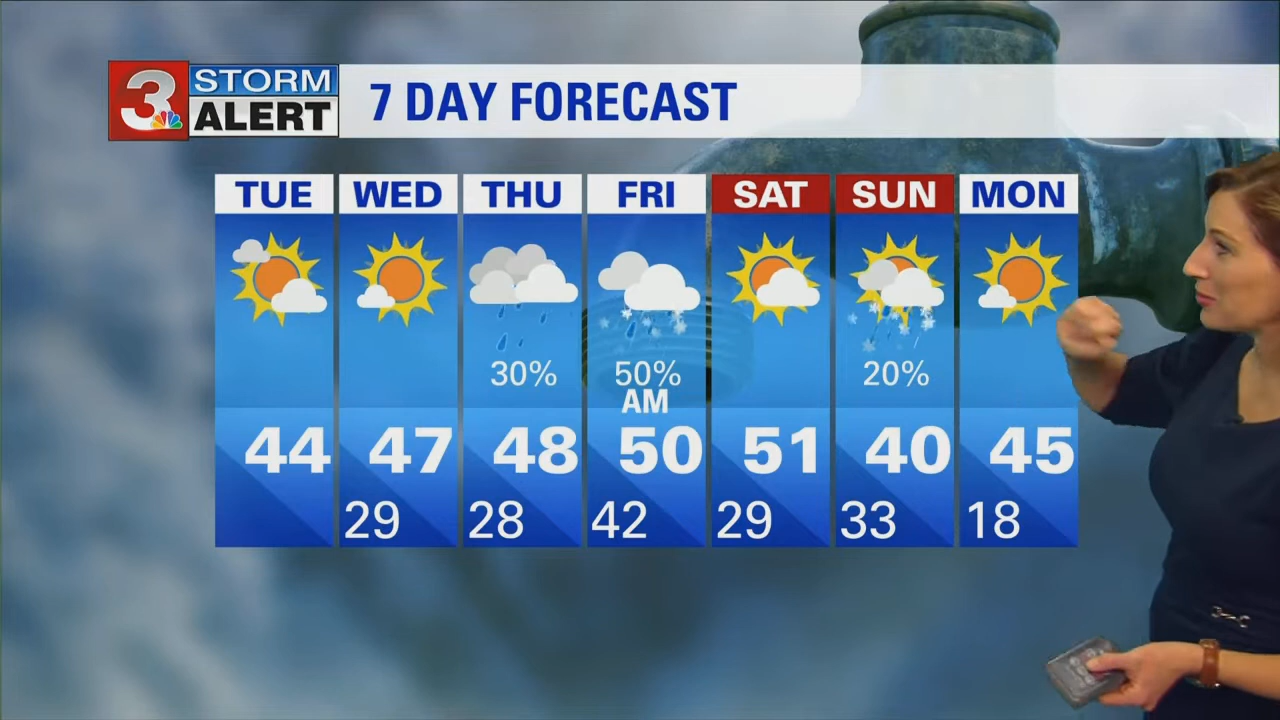 3 STORM ALERT
7 DAY FORECAST
TUE WED THU FRI SAT SUN MON
30% 50% 20%
AM
44 47 48 50 51 40 45
29 28 42 29 33 18